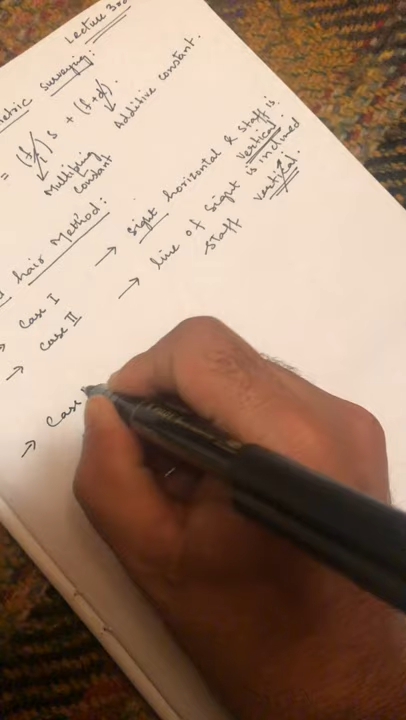 Lecture 3rd
metric Surveying:
= (f/i) S + (f+d).
Multiplying constant
Additive constant.
hair Method:
→ Case I → sight horizontal & staff is vertical
→ Case II → line of sight is inclined staff vertical.
→ Case